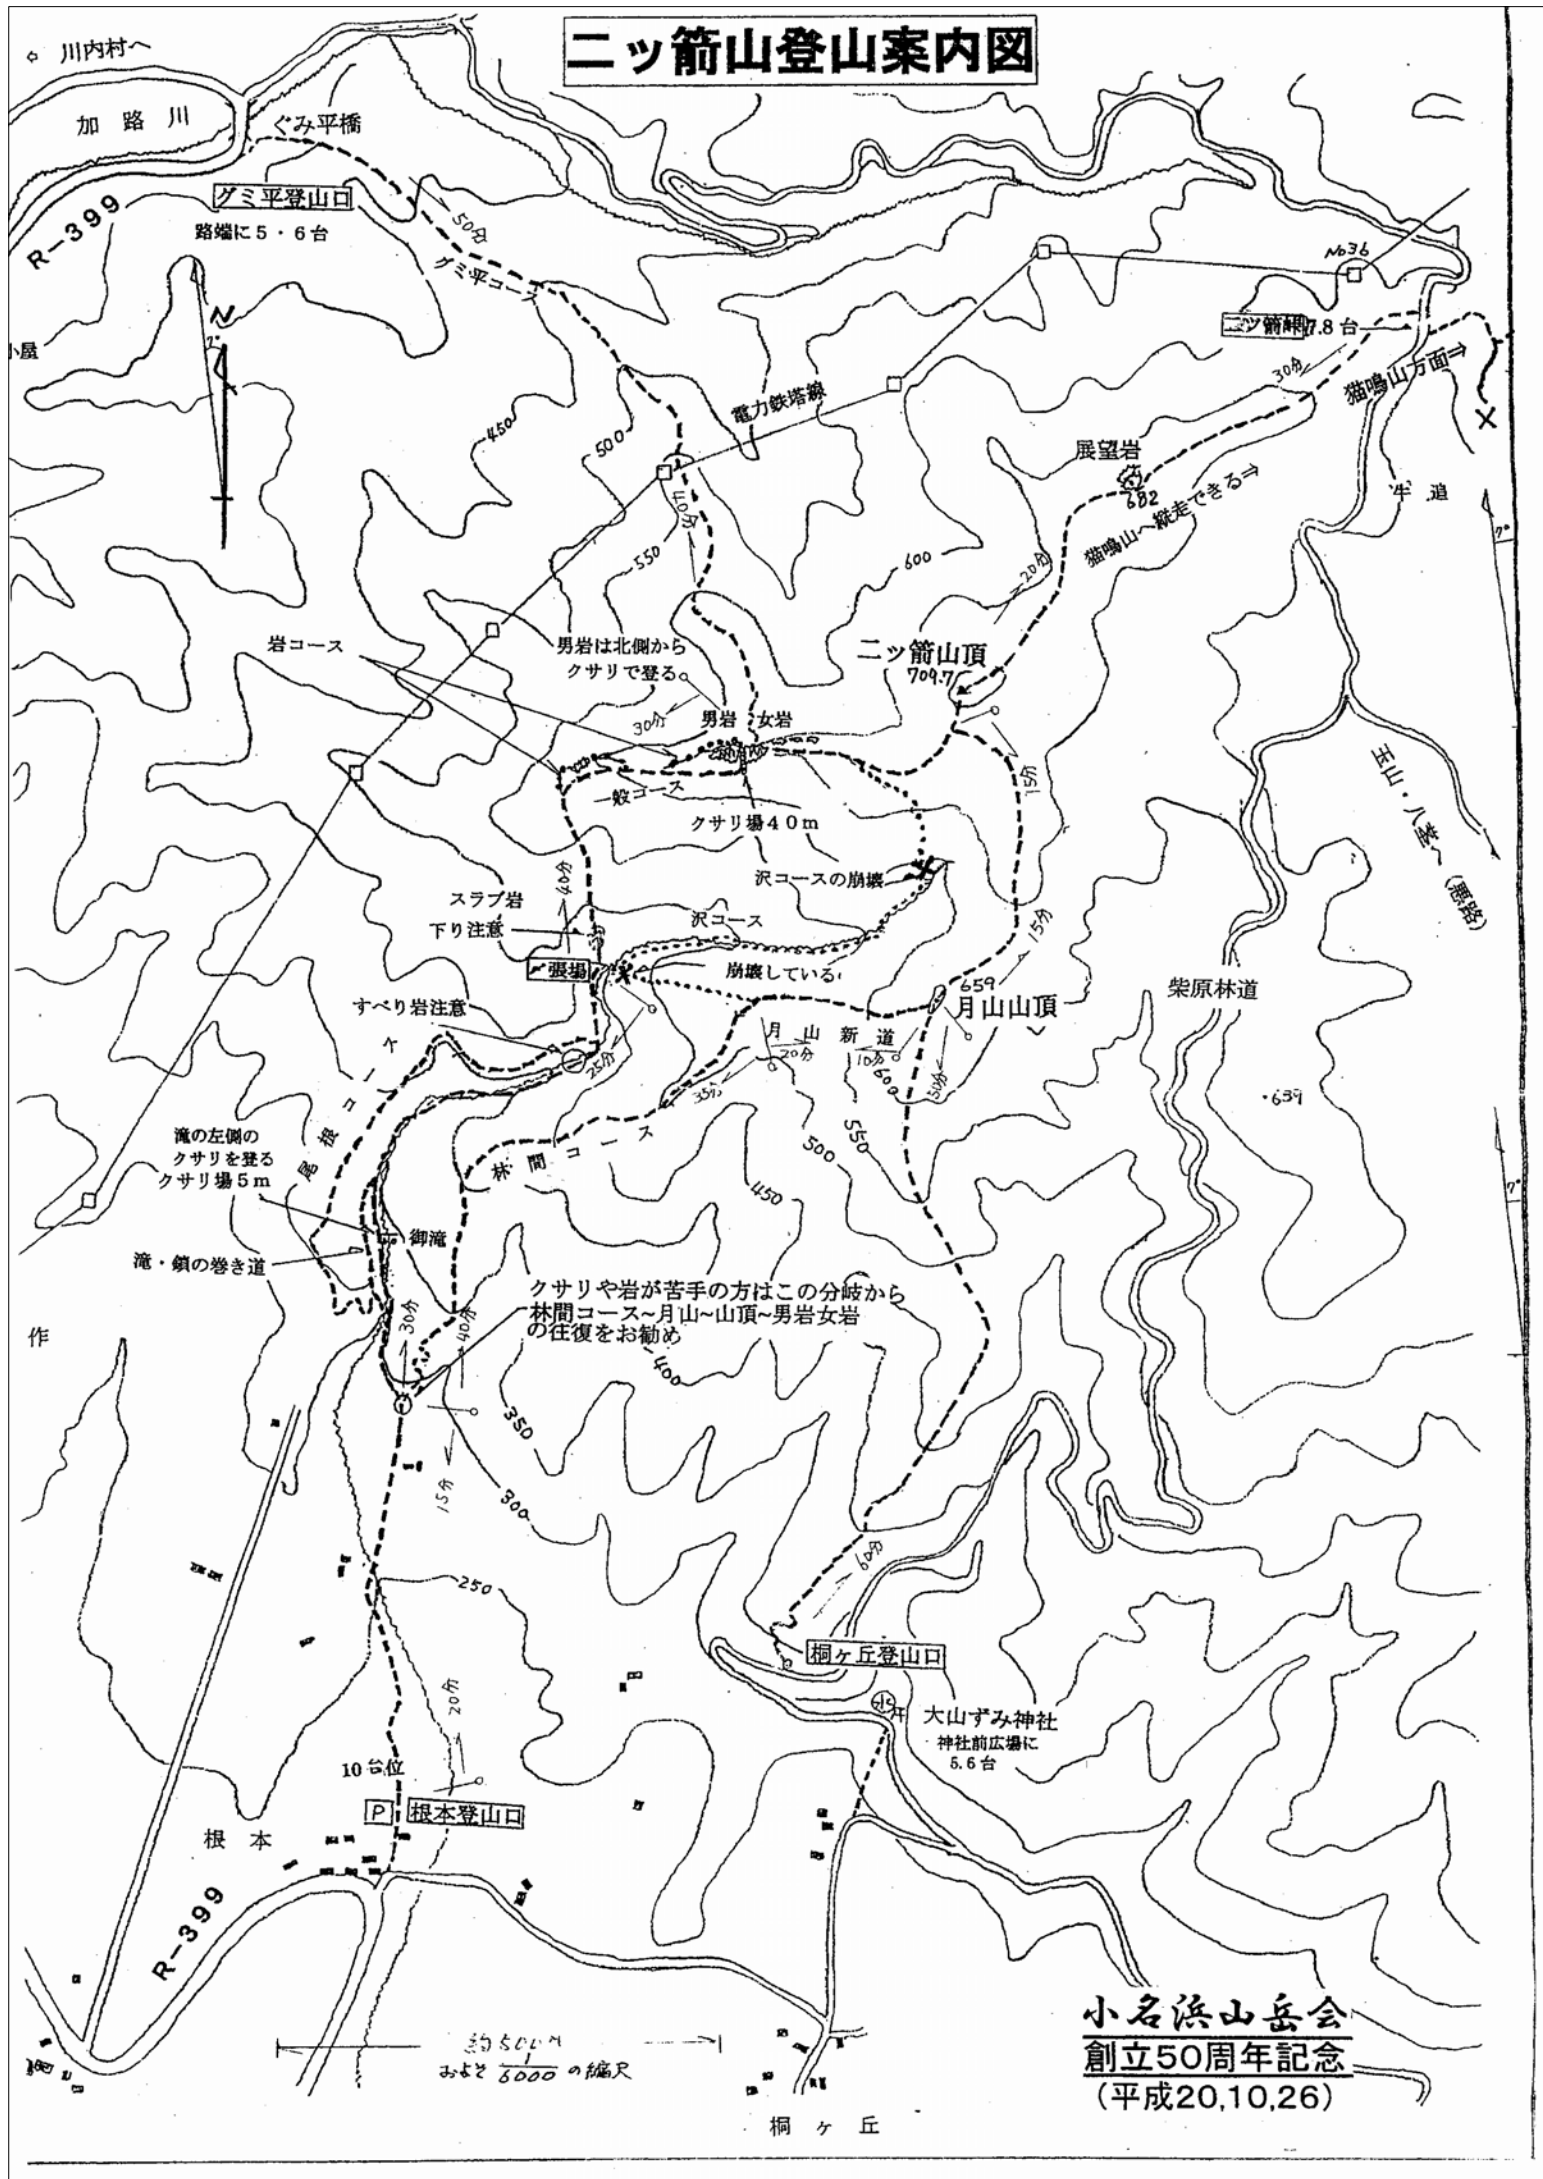 二ッ箭山登山案内図
⇦ 川内村へ
加路川
ぐみ平橋
グミ平登山口
路端に5・6台
R-399
50分
グミ平コース
N
7°
小屋
No36
二ッ箭峠
7.8台
30分
猫鳴山方面⇒
電力鉄塔線
450
500
展望岩
682
猫鳴山へ縦走できる⇒
牛追
7°
40分
550
600
20分
岩コース
男岩は北側から
クサリで登る
二ッ箭山頂
709.7
30分
男岩
女岩
15分
一般コース
クサリ場40m
40分
沢コースの崩壊
スラブ岩
下り注意
沢コース
15分
張場
崩壊している
659
月山山頂
柴原林道
(悪路)
すべり岩注意
月山新道
20分
10分
600
50分
25分
35分
・639
尾根コース
滝の左側の
クサリを登る
クサリ場5m
林間コース
500
550
450
7°
御滝
滝・鎖の巻き道
クサリや岩が苦手の方はこの分岐から
林間コース~月山~山頂~男岩女岩
の往復をお勧め
作
30分
40分
400
350
15分
300
250
60分
桐ヶ丘登山口
大山ずみ神社
神社前広場に
5.6台
20分
10台位
P
根本登山口
根本
R-399
約500m
およそ 1/6000 の縮尺
小名浜山岳会
創立50周年記念
(平成20,10,26)
桐ヶ丘